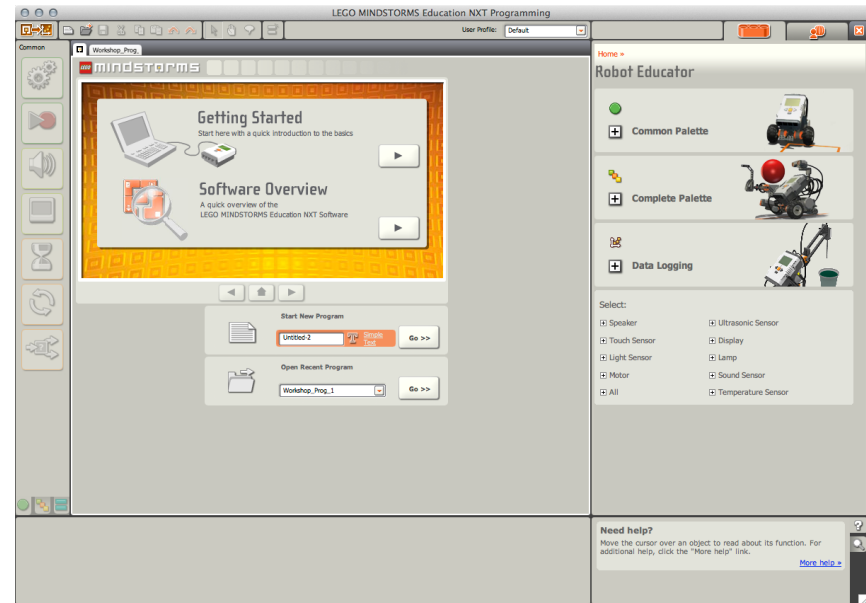 LEGO MINDSTORMS Education NXT Programming
User Profile: Default
Common
Workshop_Prog_
LEGO mindstorms
Getting Started
Start here with a quick introduction to the basics
Software Overview
A quick overview of the
LEGO MINDSTORMS Education NXT Software
Start New Program
Untitled-2
Simple
Text
Go >>
Open Recent Program
Workshop_Prog_1
Go >>
Home »
Robot Educator
Common Palette
Complete Palette
Data Logging
Select:
Speaker
Ultrasonic Sensor
Touch Sensor
Display
Light Sensor
Lamp
Motor
Sound Sensor
All
Temperature Sensor
Need help?
Move the cursor over an object to read about its function. For
additional help, click the "More help" link.
More help »
?